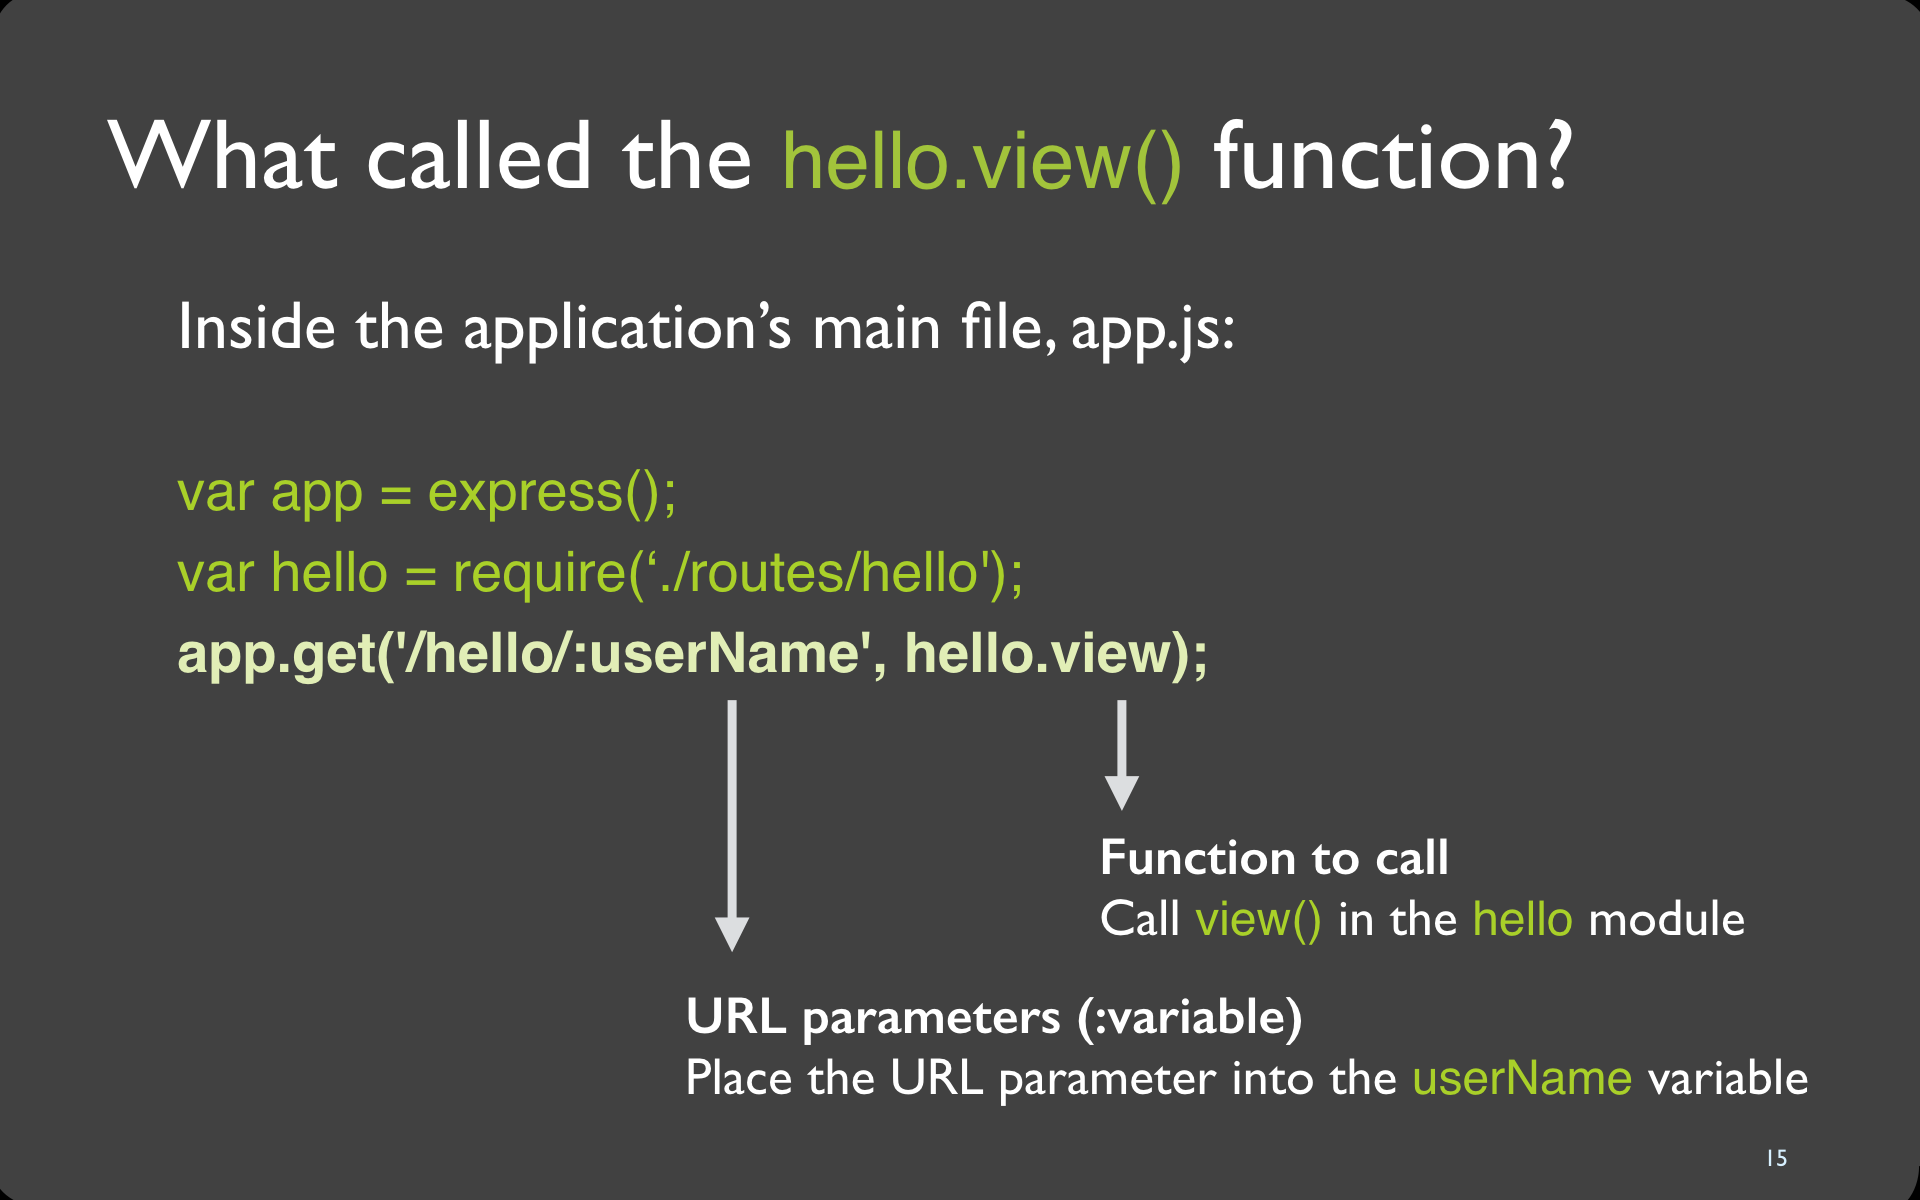 What called the hello.view() function?
Inside the application’s main file, app.js:
var app = express();
var hello = require(‘./routes/hello');
app.get('/hello/:userName', hello.view);
Function to call
Call view() in the hello module
URL parameters (:variable)
Place the URL parameter into the userName variable
15